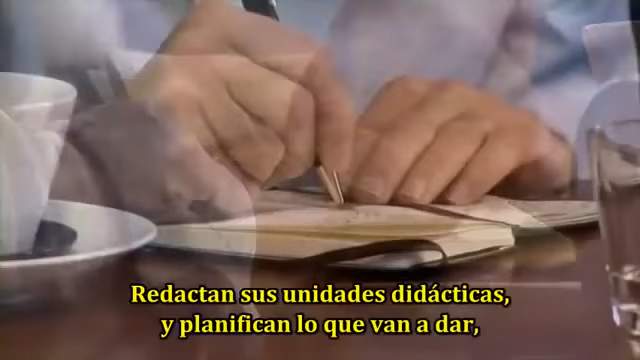 Redactan sus unidades didácticas,
y planifican lo que van a dar,